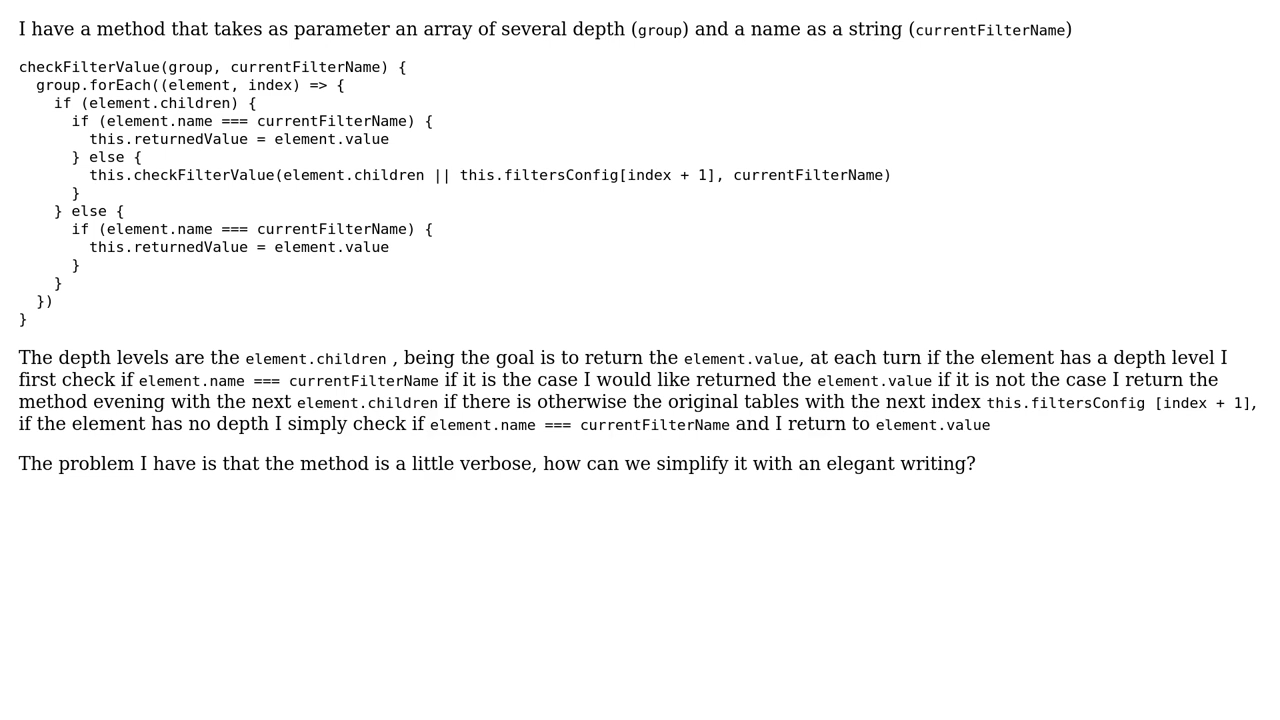 I have a method that takes as parameter an array of several depth (group) and a name as a string (currentFilterName)
checkFilterValue(group, currentFilterName) {
  group.forEach((element, index) => {
    if (element.children) {
      if (element.name === currentFilterName) {
        this.returnedValue = element.value
      } else {
        this.checkFilterValue(element.children || this.filtersConfig[index + 1], currentFilterName)
      }
    } else {
      if (element.name === currentFilterName) {
        this.returnedValue = element.value
      }
    }
  })
}
The depth levels are the element.children , being the goal is to return the element.value, at each turn if the element has a depth level I
first check if element.name === currentFilterName if it is the case I would like returned the element.value if it is not the case I return the
method evening with the next element.children if there is otherwise the original tables with the next index this.filtersConfig [index + 1],
if the element has no depth I simply check if element.name === currentFilterName and I return to element.value
The problem I have is that the method is a little verbose, how can we simplify it with an elegant writing?